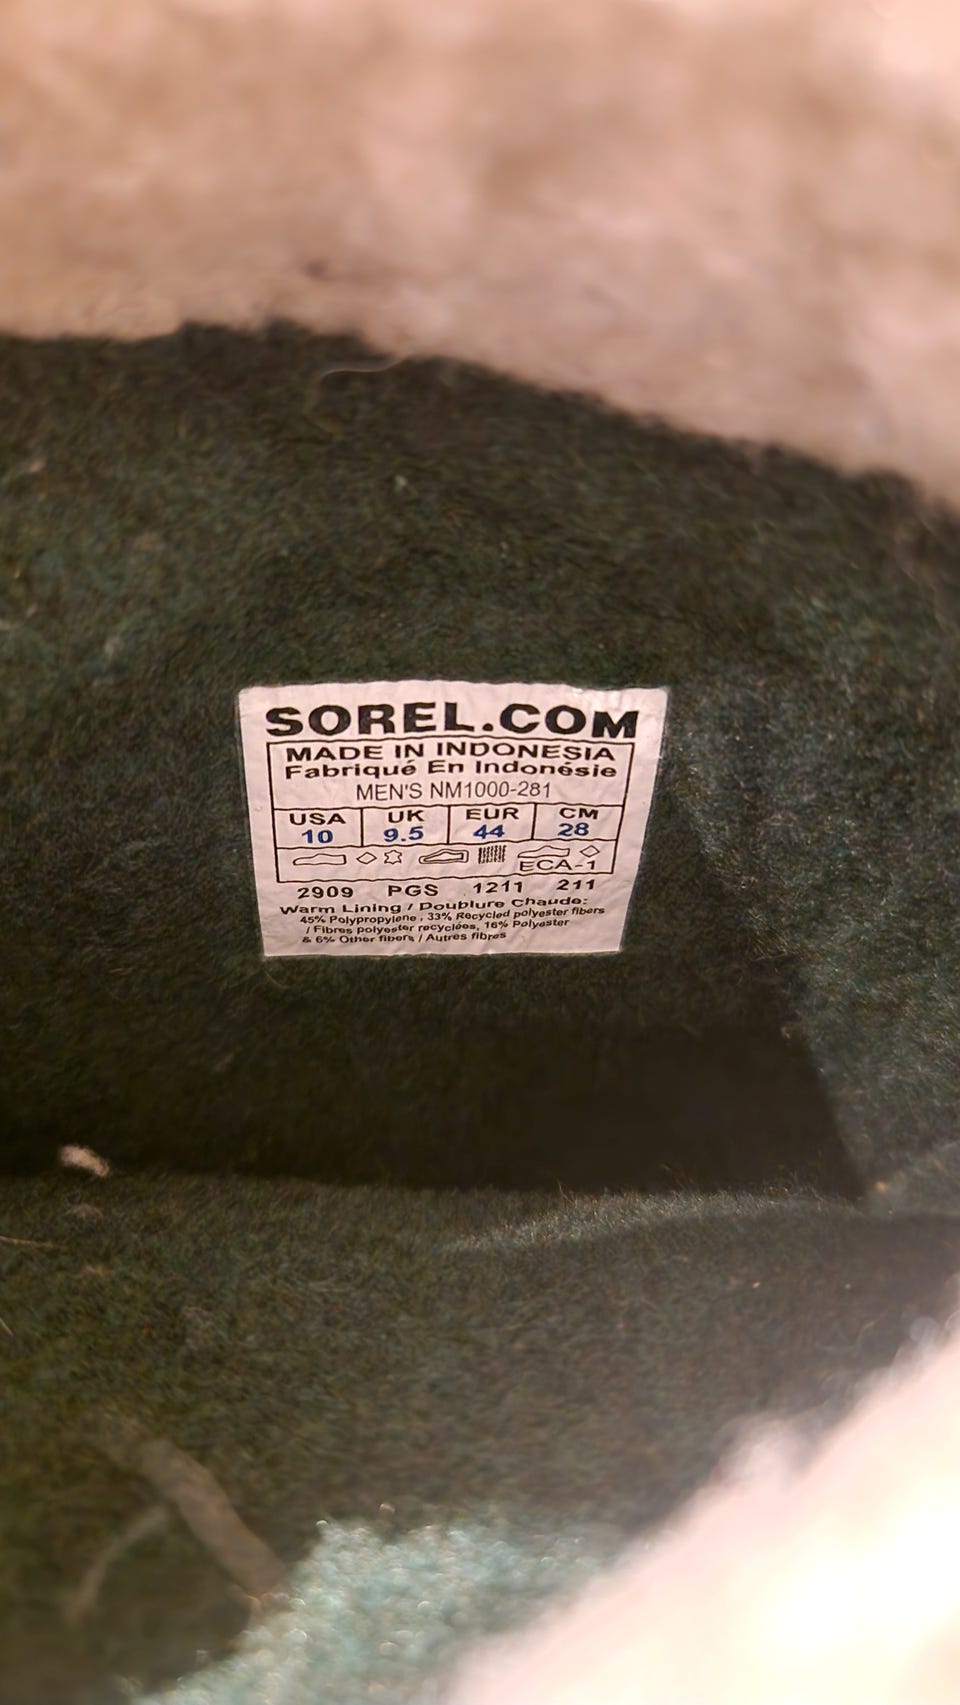 SOREL.COM
MADE IN INDONESIA
Fabriqué En Indonésie
MEN'S NM1000-281
USA UK EUR CM
10 9.5 44 28
ECA-1
2909 PGS 1211 211
Warm Lining / Doublure Chaude:
45% Polypropylene , 33% Recycled polyester fibers
/ Fibres polyester recyclées, 16% Polyester
& 6% Other fibers / Autres fibres